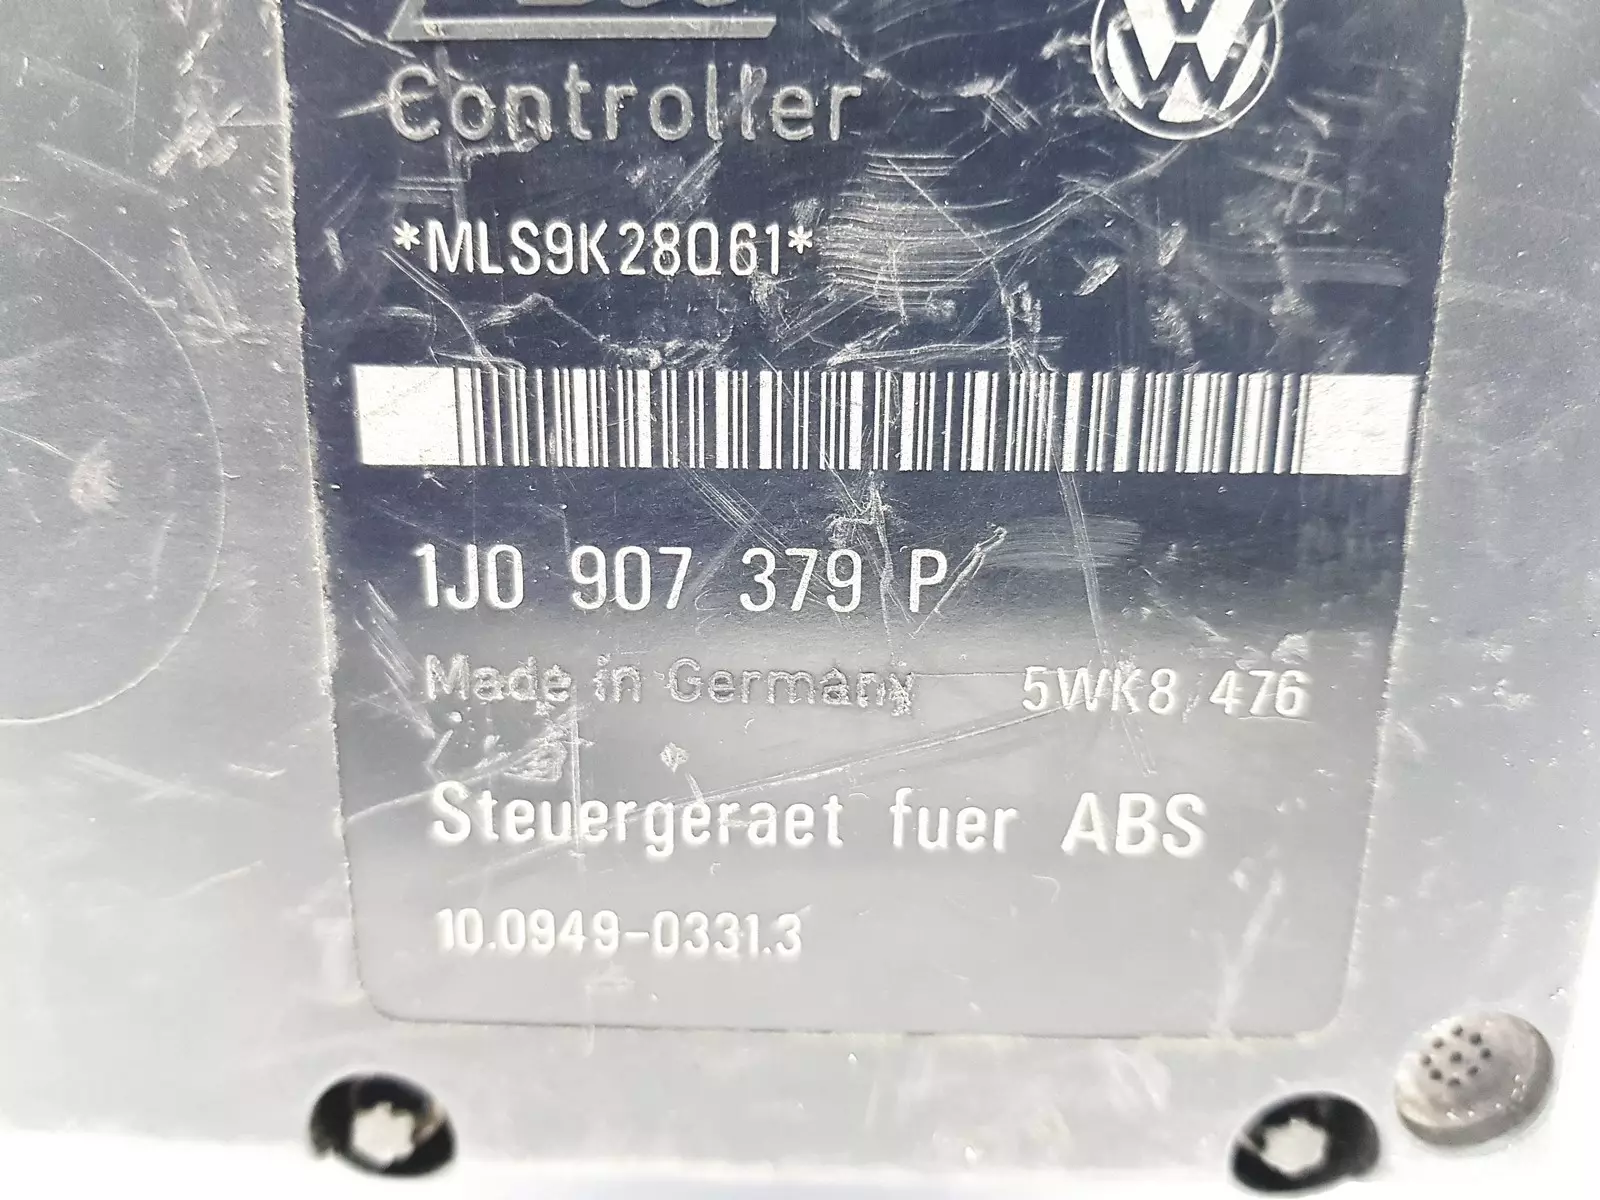 Controller
*MLS9K28Q61*
1J0 907 379 P
Made in Germany 5WK8 476
Steuergeraet fuer ABS
10.0949-0331.3